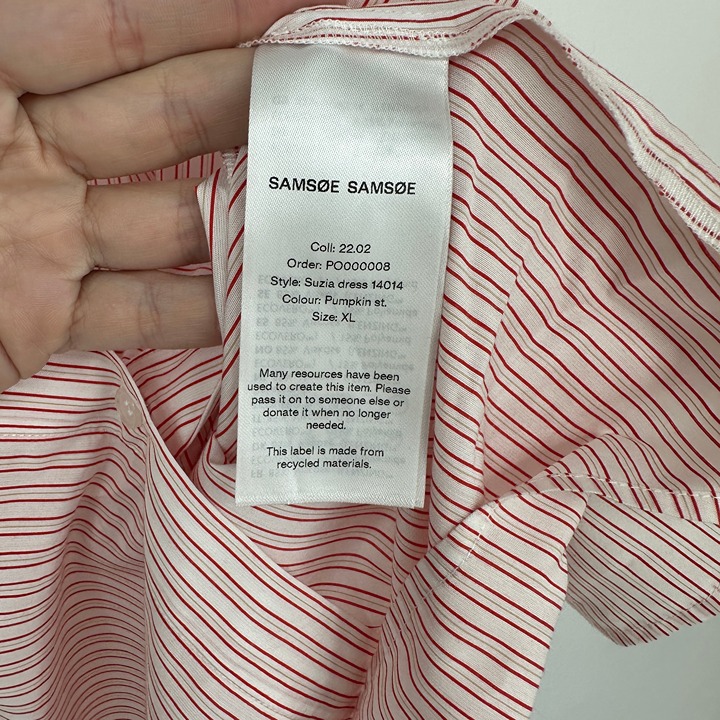 SAMSØE SAMSØE
Coll: 22.02
Order: PO000008
Style: Suzia dress 14014
Colour: Pumpkin st.
Size: XL
Many resources have been
used to create this item. Please
pass it on to someone else or
donate it when no longer
needed.
This label is made from
recycled materials.